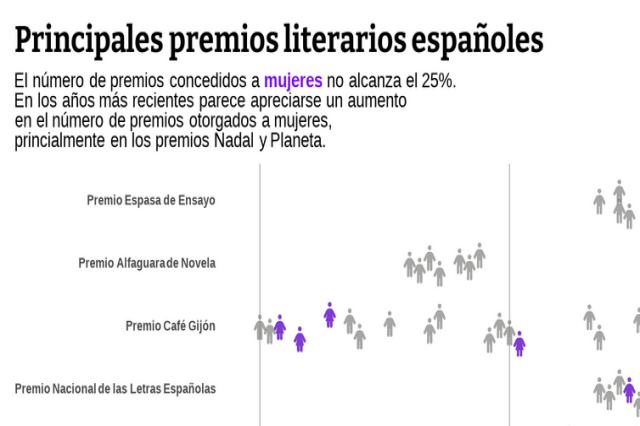 Principales premios literarios españoles
El número de premios concedidos a mujeres no alcanza el 25%.
En los años más recientes parece apreciarse un aumento
en el número de premios otorgados a mujeres,
princialmente en los premios Nadal y Planeta.
Premio Espasa de Ensayo
Premio Alfaguara de Novela
Premio Café Gijón
Premio Nacional de las Letras Españolas